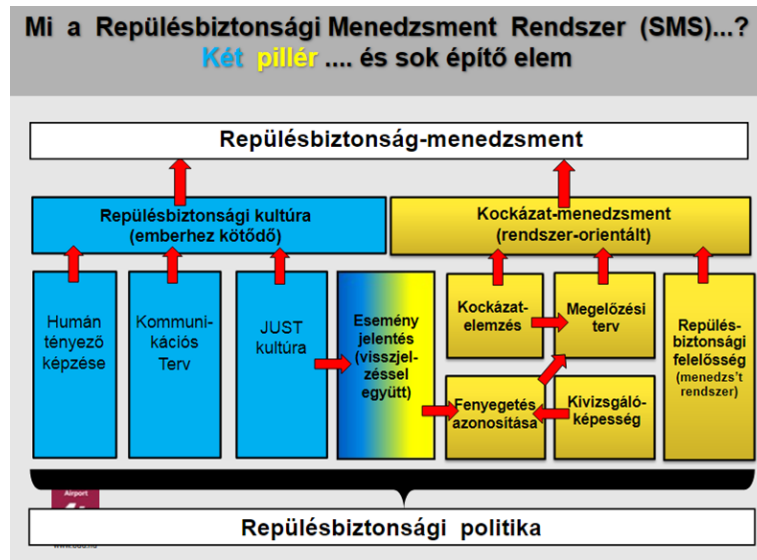 Mi a Repülésbiztonsági Menedzsment Rendszer (SMS)...?
Két pillér .... és sok építő elem
Repülésbiztonság-menedzsment
Repülésbiztonsági kultúra
(emberhez kötődő)
Kockázat-menedzsment
(rendszer-orientált)
Humán
tényező
képzése
Kommuni-
kációs
Terv
JUST
kultúra
Esemény
jelentés
(visszjel-
zéssel
együtt)
Kockázat-
elemzés
Megelőzési
terv
Fenyegetés
azonosítása
Kivizsgáló-
képesség
Repülés-
biztonsági
felelősség
(menedzs't
rendszer)
Airport
Repülésbiztonsági politika